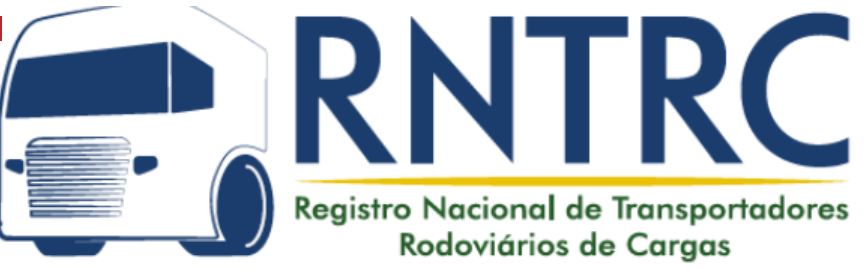 RNTRC
Registro Nacional de Transportadores
Rodoviários de Cargas